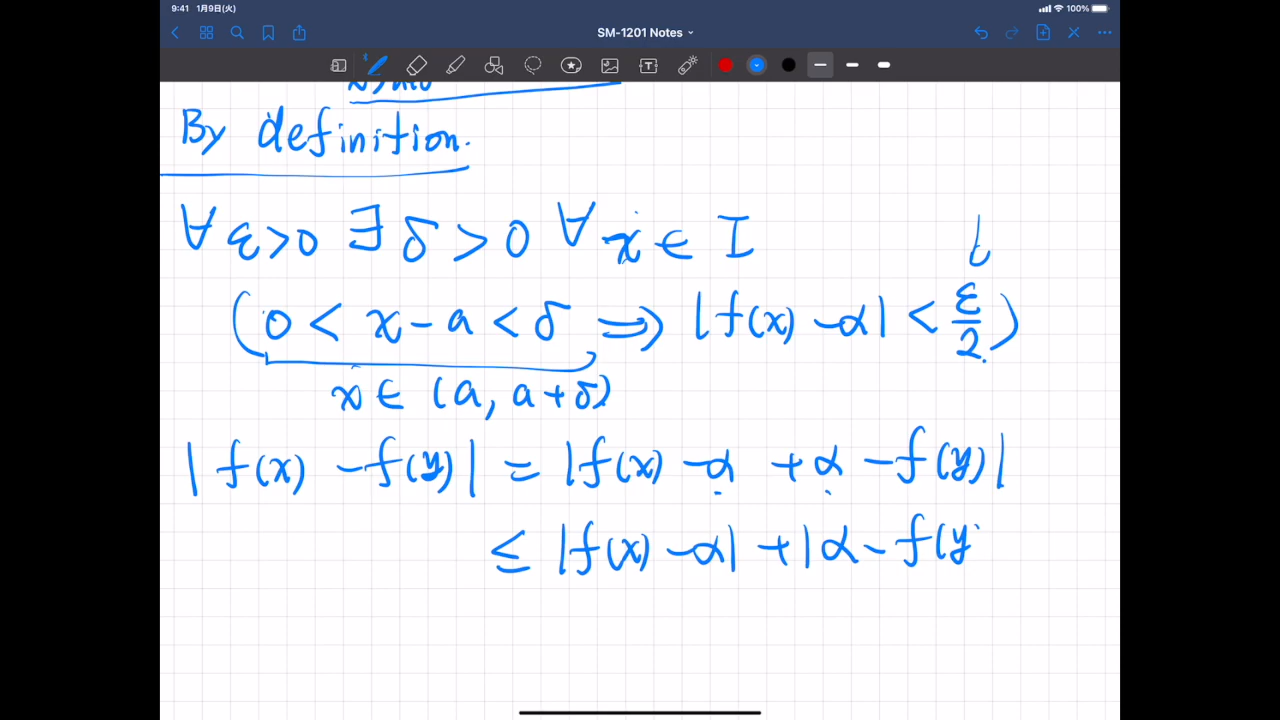 9:41 1月9日(火)
100%
SM-1201 Notes
By definition.
∀ε>0 ∃δ>0 ∀x∈I
(0<x-a<δ ⇒ |f(x)-α|<ε/2)
x∈(a, a+δ)
|f(x)-f(y)| = |f(x)-α +α-f(y)|
≤ |f(x)-α|+|α-f(y